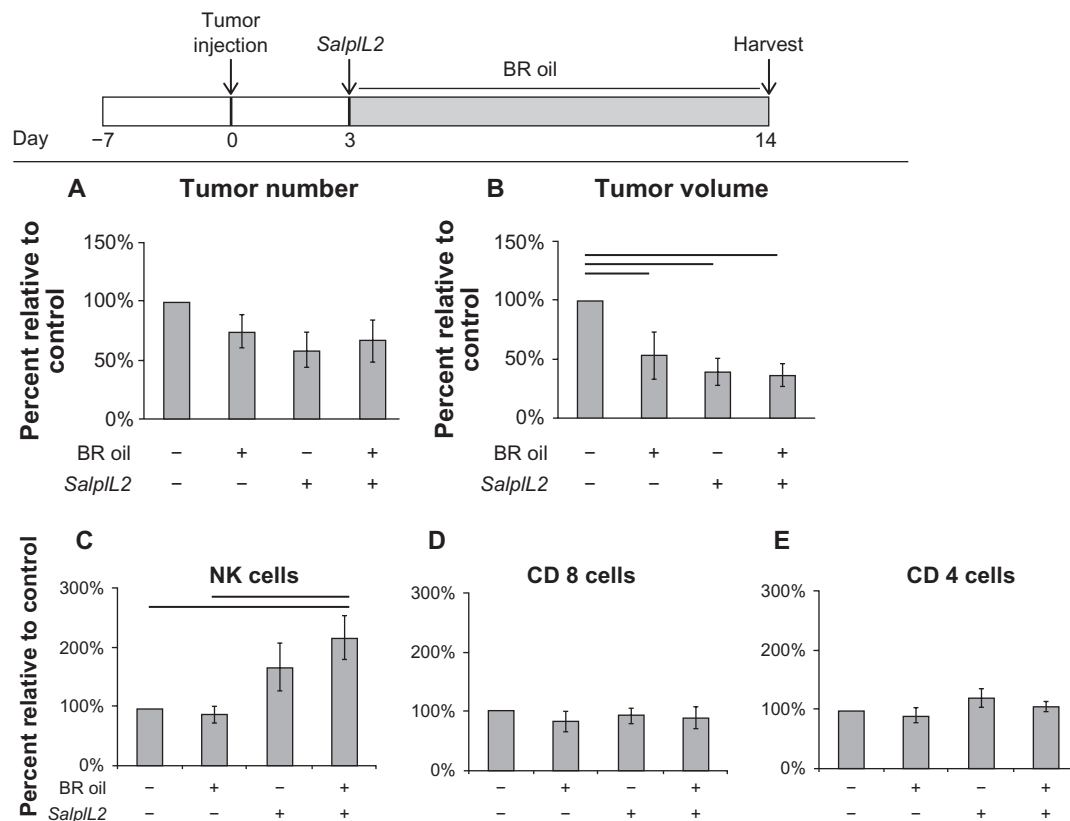 Tumor
injection
SalpIL2
Harvest
BR oil
Day
−7
0
3
14
A
Tumor number
Percent relative to
control
150%
100%
50%
0%
BR oil
− + − +
SalpIL2
− − + +
B
Tumor volume
Percent relative to
control
150%
100%
50%
0%
BR oil
− + − +
SalpIL2
− − + +
C
NK cells
Percent relative to control
300%
200%
100%
0%
BR oil
− + − +
SalpIL2
− − + +
D
CD 8 cells
300%
200%
100%
0%
− + − +
− − + +
E
CD 4 cells
300%
200%
100%
0%
− + − +
− − + +